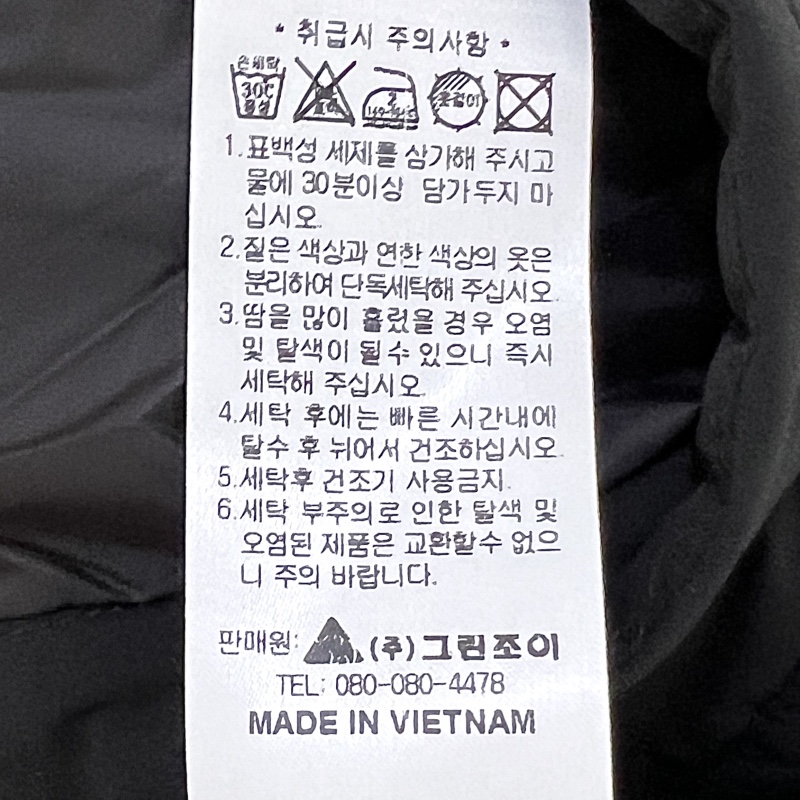 • 취급시 주의사항 •
손세탁
30C
중성
1.표백성 세제를 삼가해 주시고
물에 30분이상 담가두지 마
십시오.
2.짙은 색상과 연한 색상의 옷은
분리하여 단독세탁해 주십시오.
3.땀을 많이 흘렸을 경우 오염
및 탈색이 될수 있으니 즉시
세탁해 주십시오.
4.세탁 후에는 빠른 시간내에
탈수 후 뉘어서 건조하십시오.
5.세탁후 건조기 사용금지.
6.세탁 부주의로 인한 탈색 및
오염된 제품은 교환할수 없으
니 주의 바랍니다.
판매원: (주)그린조이
TEL: 080-080-4478
MADE IN VIETNAM